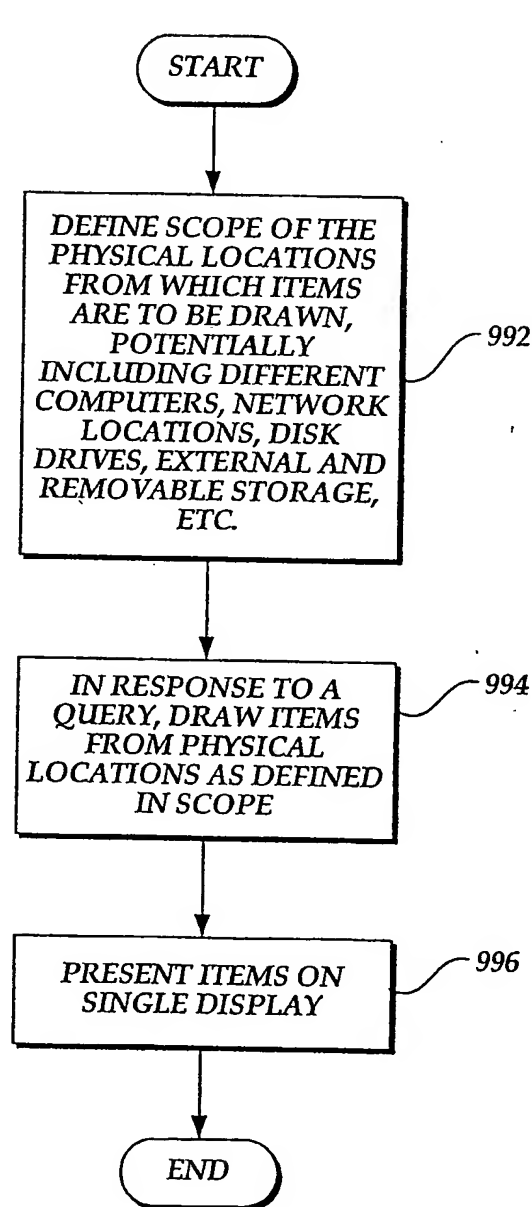 START
DEFINE SCOPE OF THE
PHYSICAL LOCATIONS
FROM WHICH ITEMS
ARE TO BE DRAWN,
POTENTIALLY
INCLUDING DIFFERENT
COMPUTERS, NETWORK
LOCATIONS, DISK
DRIVES, EXTERNAL AND
REMOVABLE STORAGE,
ETC.
992
IN RESPONSE TO A
QUERY, DRAW ITEMS
FROM PHYSICAL
LOCATIONS AS DEFINED
IN SCOPE
994
PRESENT ITEMS ON
SINGLE DISPLAY
996
END